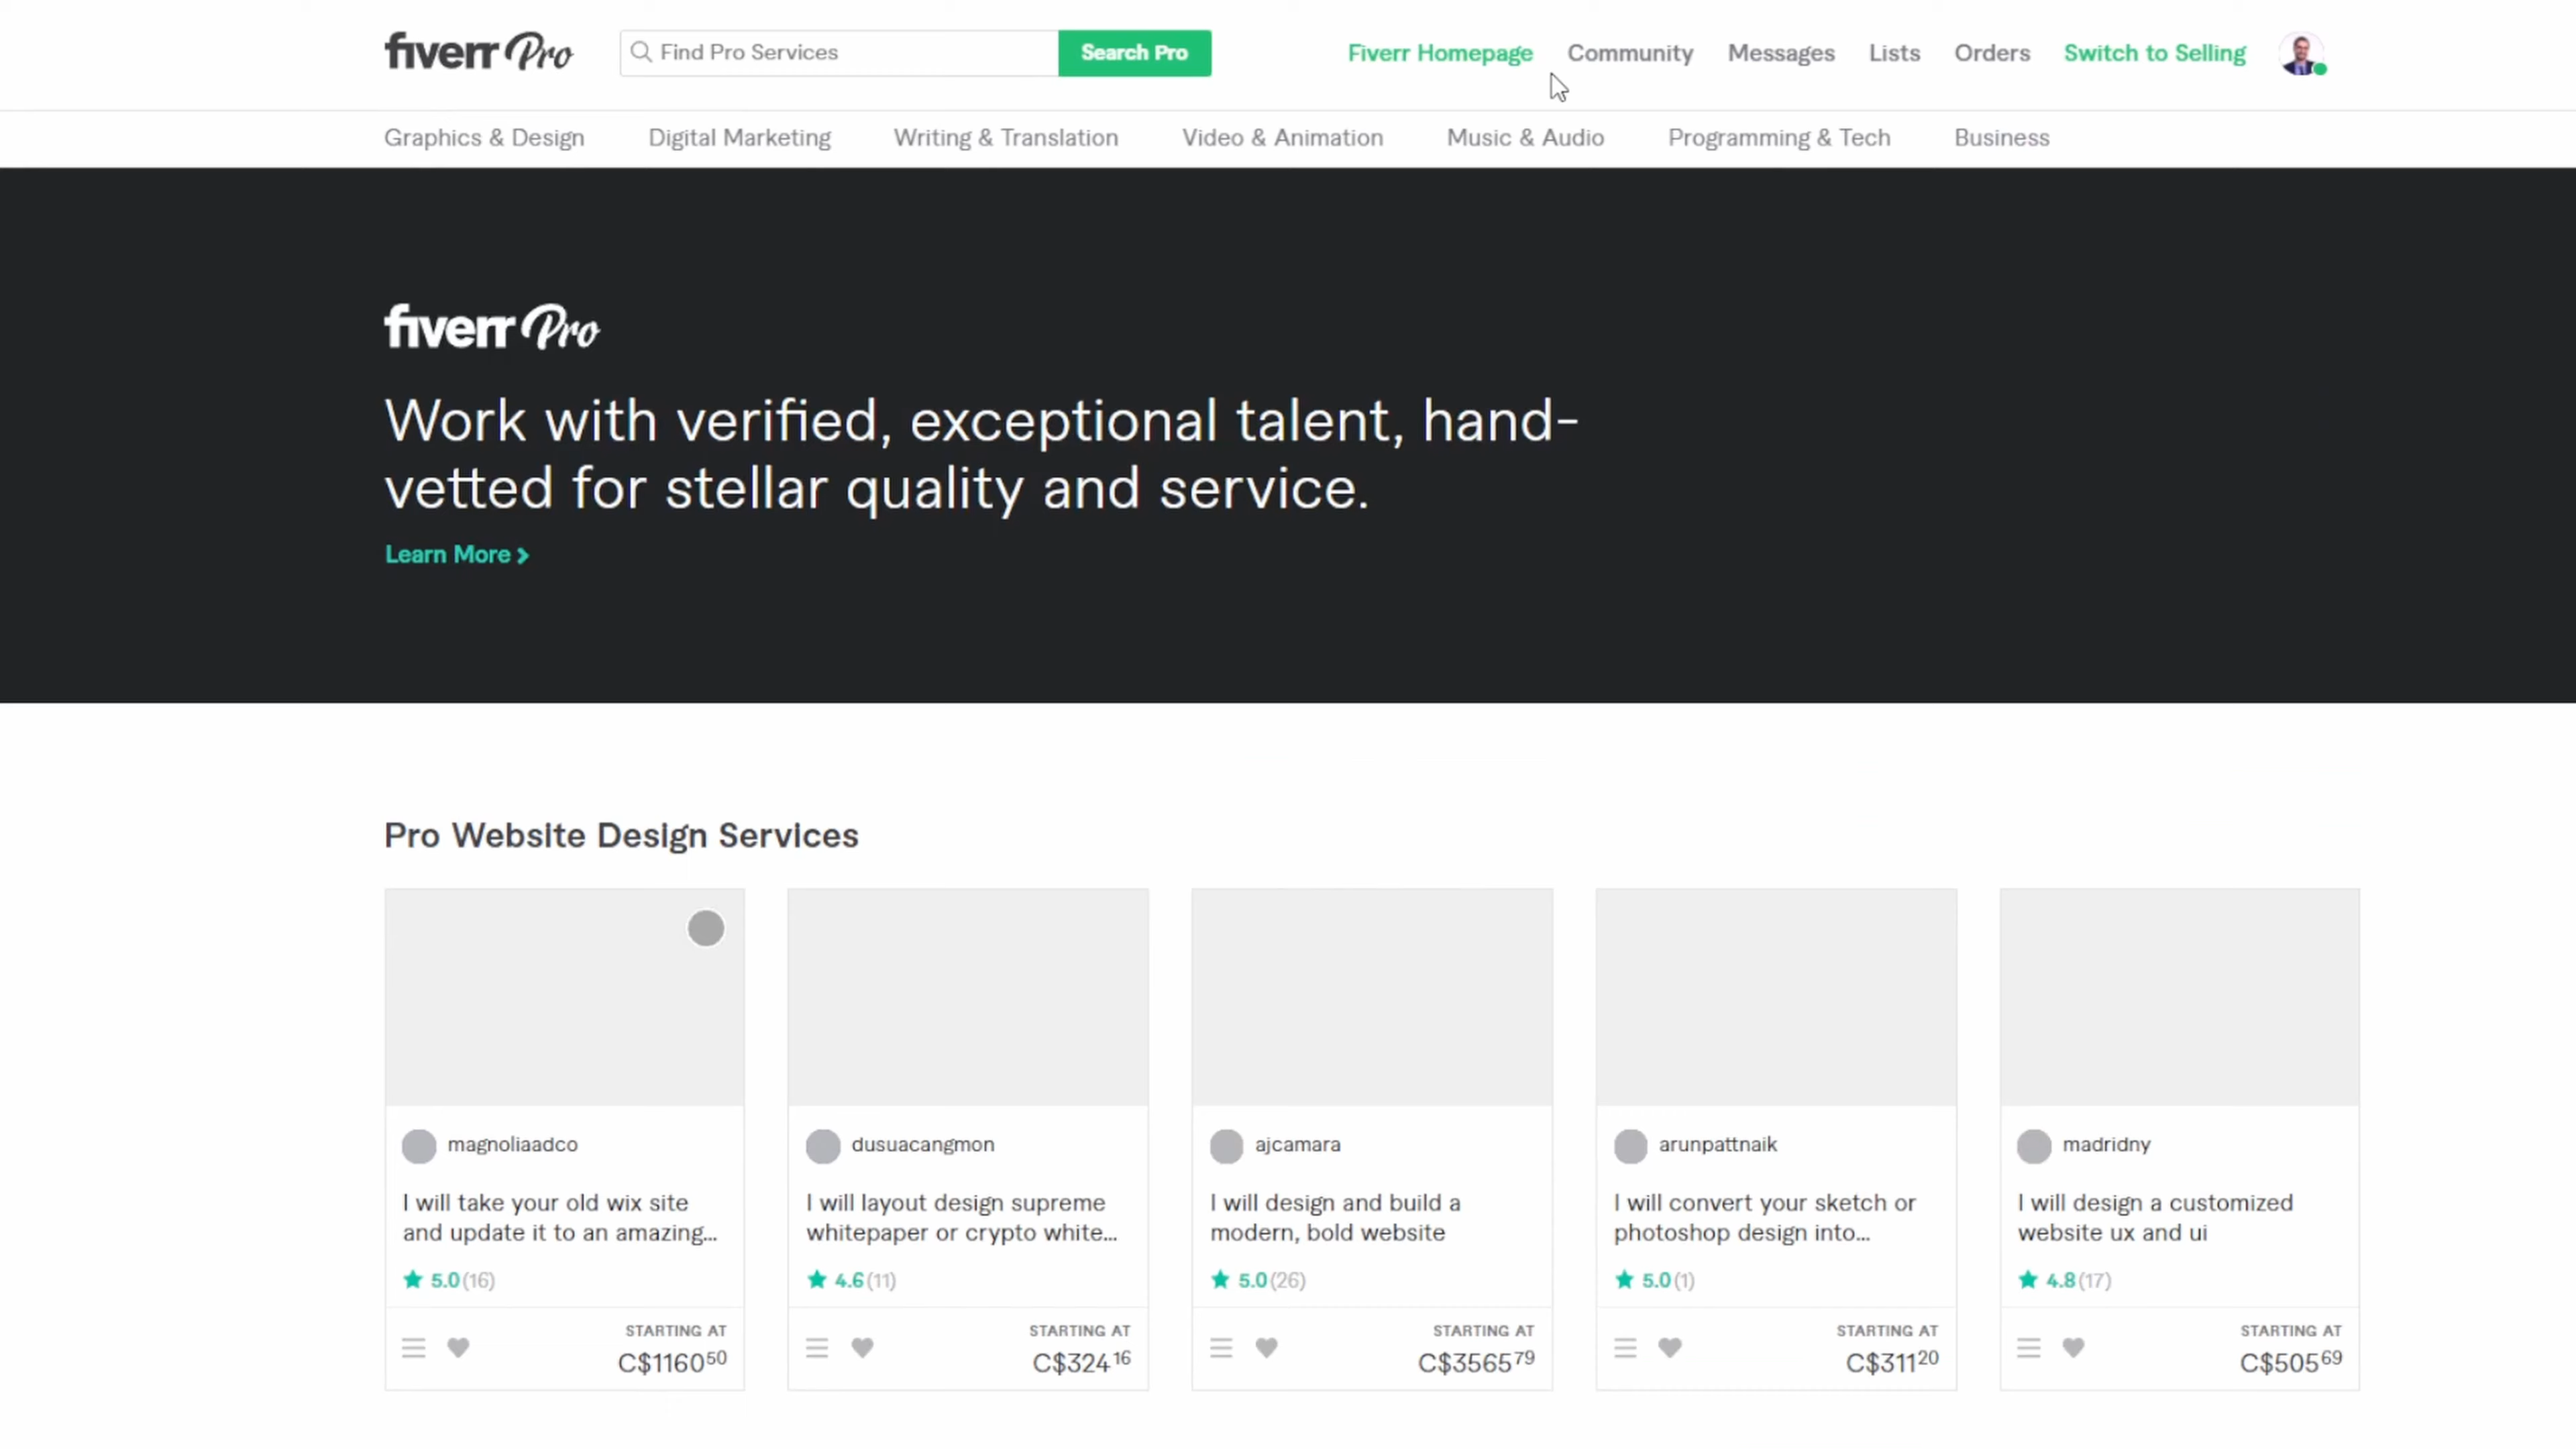 fiverr Pro
Find Pro Services
Search Pro
Fiverr Homepage
Community
Messages
Lists
Orders
Switch to Selling
Graphics & Design
Digital Marketing
Writing & Translation
Video & Animation
Music & Audio
Programming & Tech
Business
fiverr Pro
Work with verified, exceptional talent, hand-
vetted for stellar quality and service.
Learn More
Pro Website Design Services
magnoliaadco
I will take your old wix site
and update it to an amazing...
5.0 (16)
STARTING AT
C$1160 50
dusuacangmon
I will layout design supreme
whitepaper or crypto white...
4.6 (11)
STARTING AT
C$324 16
ajcamara
I will design and build a
modern, bold website
5.0 (26)
STARTING AT
C$3565 79
arunpattnaik
I will convert your sketch or
photoshop design into...
5.0 (1)
STARTING AT
C$311 20
madridny
I will design a customized
website ux and ui
4.8 (17)
STARTING AT
C$505 69